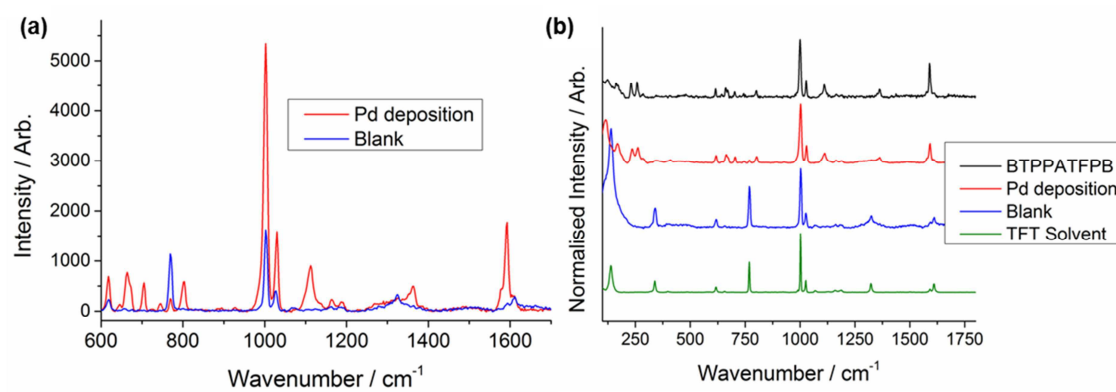 (a)
Intensity / Arb.
5000
4000
3000
2000
1000
0
Pd deposition
Blank
600 800 1000 1200 1400 1600
Wavenumber / cm⁻¹
(b)
Normalised Intensity / Arb.
BTPPATFPB
Pd deposition
Blank
TFT Solvent
250 500 750 1000 1250 1500 1750
Wavenumber / cm⁻¹